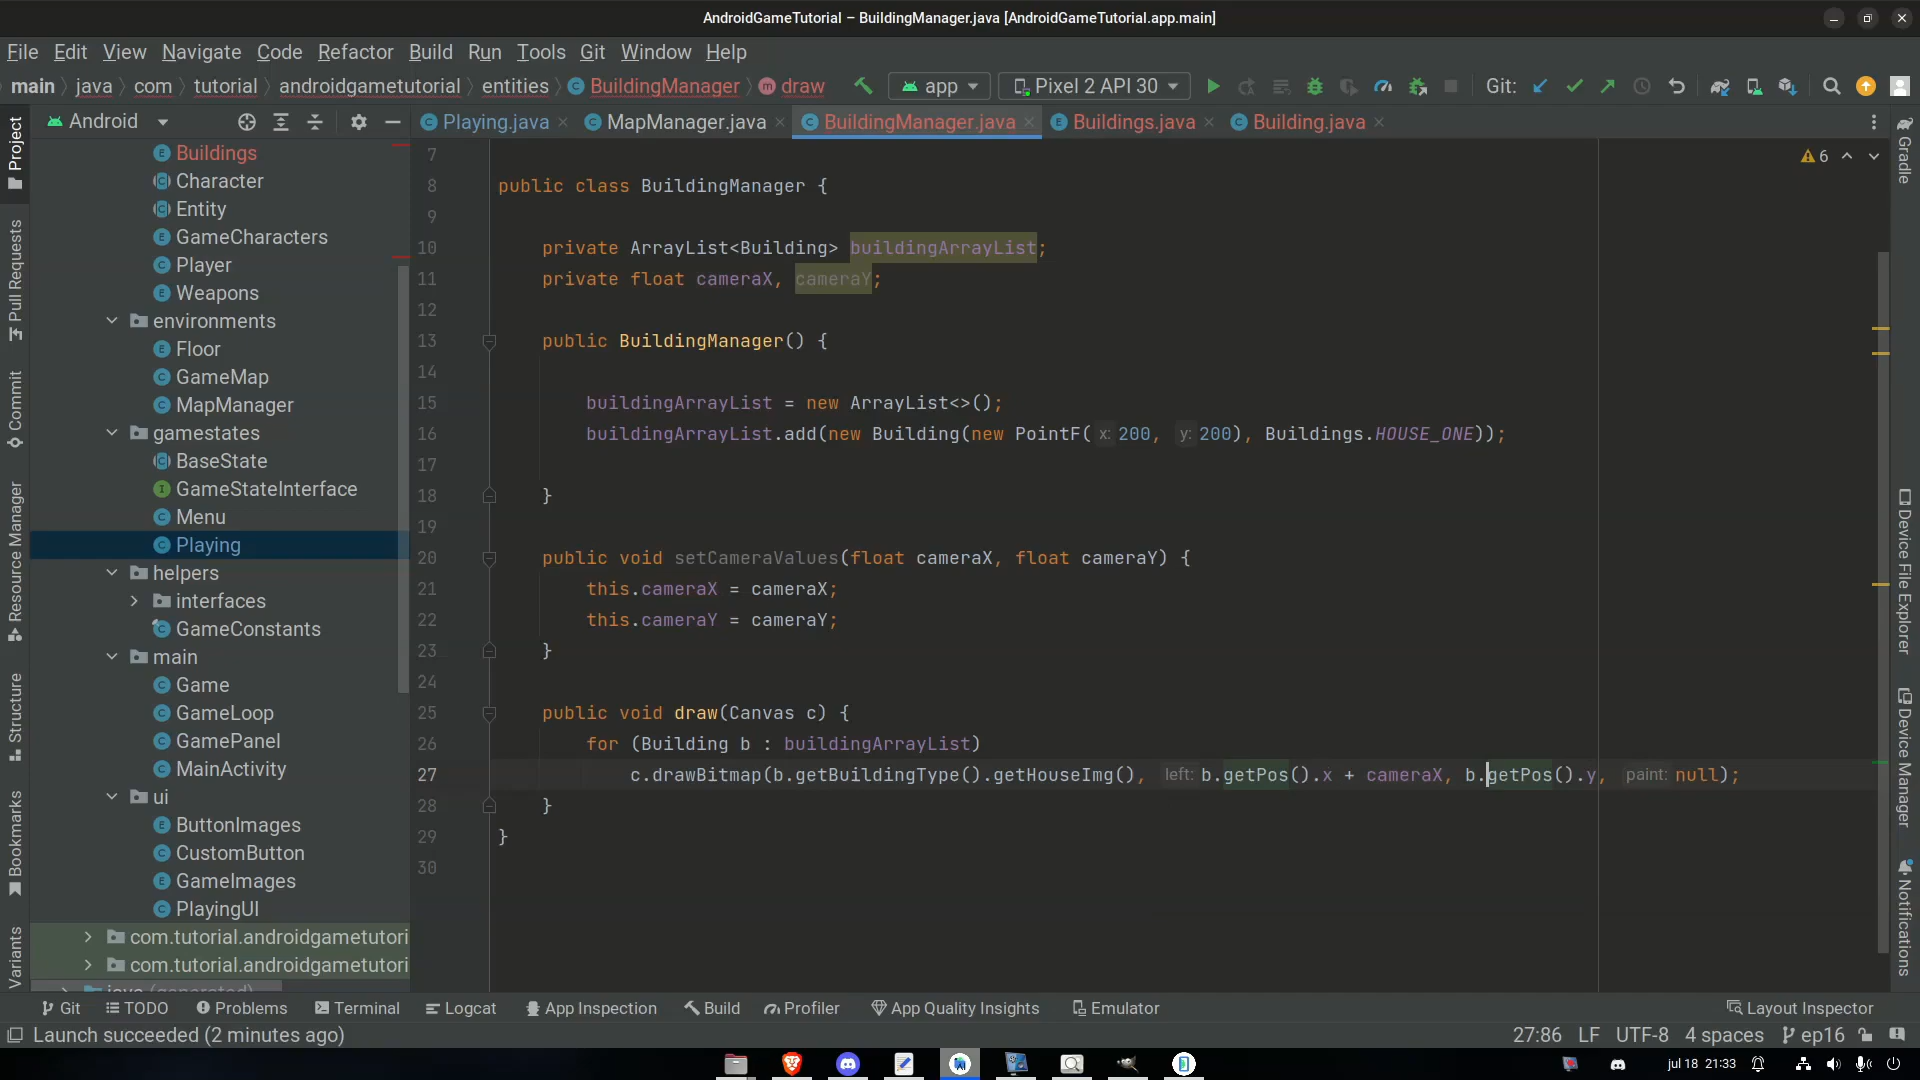 AndroidGameTutorial – BuildingManager.java [AndroidGameTutorial.app.main]
File Edit View Navigate Code Refactor Build Run Tools Git Window Help
main java com tutorial androidgametutorial entities BuildingManager draw app Pixel 2 API 30 Git:
Android Playing.java MapManager.java BuildingManager.java Buildings.java Building.java
Project
Pull Requests
Commit
Resource Manager
Structure
Bookmarks
Variants
Buildings
Character
Entity
GameCharacters
Player
Weapons
environments
Floor
GameMap
MapManager
gamestates
BaseState
GameStateInterface
Menu
Playing
helpers
interfaces
GameConstants
main
Game
GameLoop
GamePanel
MainActivity
ui
ButtonImages
CustomButton
GameImages
PlayingUI
com.tutorial.androidgametutori
com.tutorial.androidgametutori
java (generated)
6
7
8 public class BuildingManager {
9
10 private ArrayList<Building> buildingArrayList;
11 private float cameraX, cameraY;
12
13 public BuildingManager() {
14
15 buildingArrayList = new ArrayList<>();
16 buildingArrayList.add(new Building(new PointF( x: 200, y: 200), Buildings.HOUSE_ONE));
17
18 }
19
20 public void setCameraValues(float cameraX, float cameraY) {
21 this.cameraX = cameraX;
22 this.cameraY = cameraY;
23 }
24
25 public void draw(Canvas c) {
26 for (Building b : buildingArrayList)
27 c.drawBitmap(b.getBuildingType().getHouseImg(), left: b.getPos().x + cameraX, b.getPos().y, paint: null);
28 }
29 }
30
Gradle
Device File Explorer
Device Manager
Notifications
Git TODO Problems Terminal Logcat App Inspection Build Profiler App Quality Insights Emulator Layout Inspector
Launch succeeded (2 minutes ago) 27:86 LF UTF-8 4 spaces ep16
jul 18 21:33